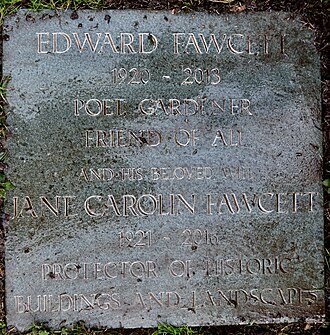 EDWARD FAWCETT
1920 - 2013
POET GARDENER
FRIEND OF ALL
AND HIS BELOVED WIFE
JANE CAROLIN FAWCETT
1921 - 2016
PROTECTOR OF HISTORIC
BUILDINGS AND LANDSCAPES